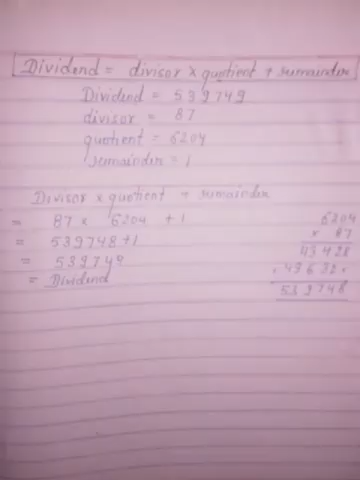 Dividend = divisor x quotient + remainder
Dividend = 539749
divisor = 87
quotient = 6204
remainder = 1
Divisor x quotient + remainder
= 87 x 6204 + 1
= 539748+1
= 539749
= Dividend
6204
x 87
43428
+49632×
539748